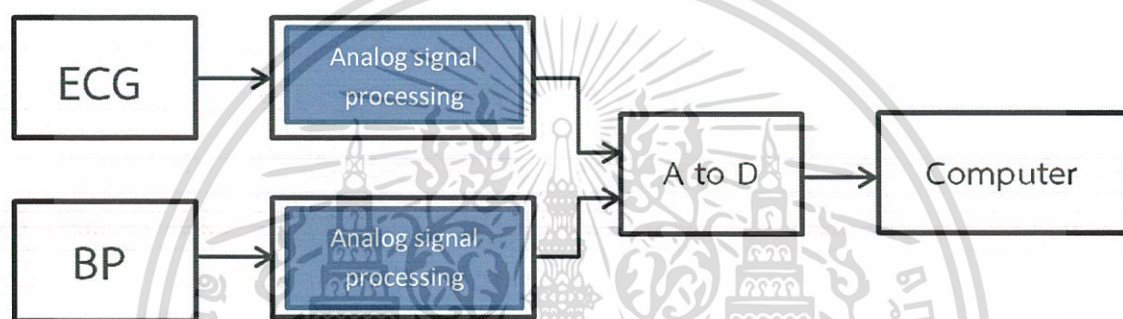 ECG
Analog signal
processing
A to D
Computer
BP
Analog signal
processing